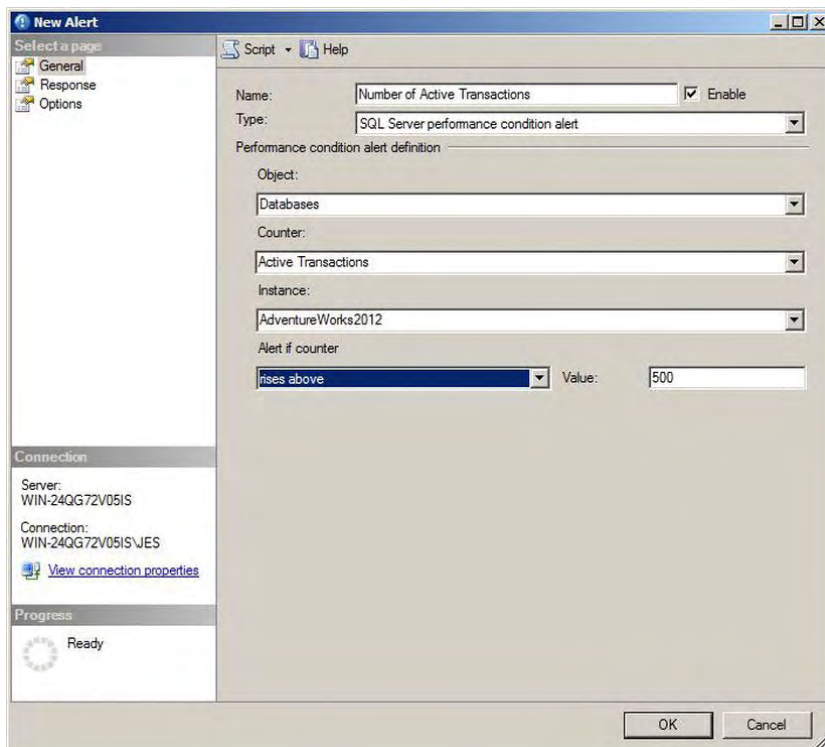 New Alert
Select a page
General
Response
Options
Script Help
Name: Number of Active Transactions Enable
Type: SQL Server performance condition alert
Performance condition alert definition
Object:
Databases
Counter:
Active Transactions
Instance:
AdventureWorks2012
Alert if counter
rises above Value: 500
Connection
Server:
WIN-24QG72V05IS
Connection:
WIN-24QG72V05IS\JES
View connection properties
Progress
Ready
OK Cancel